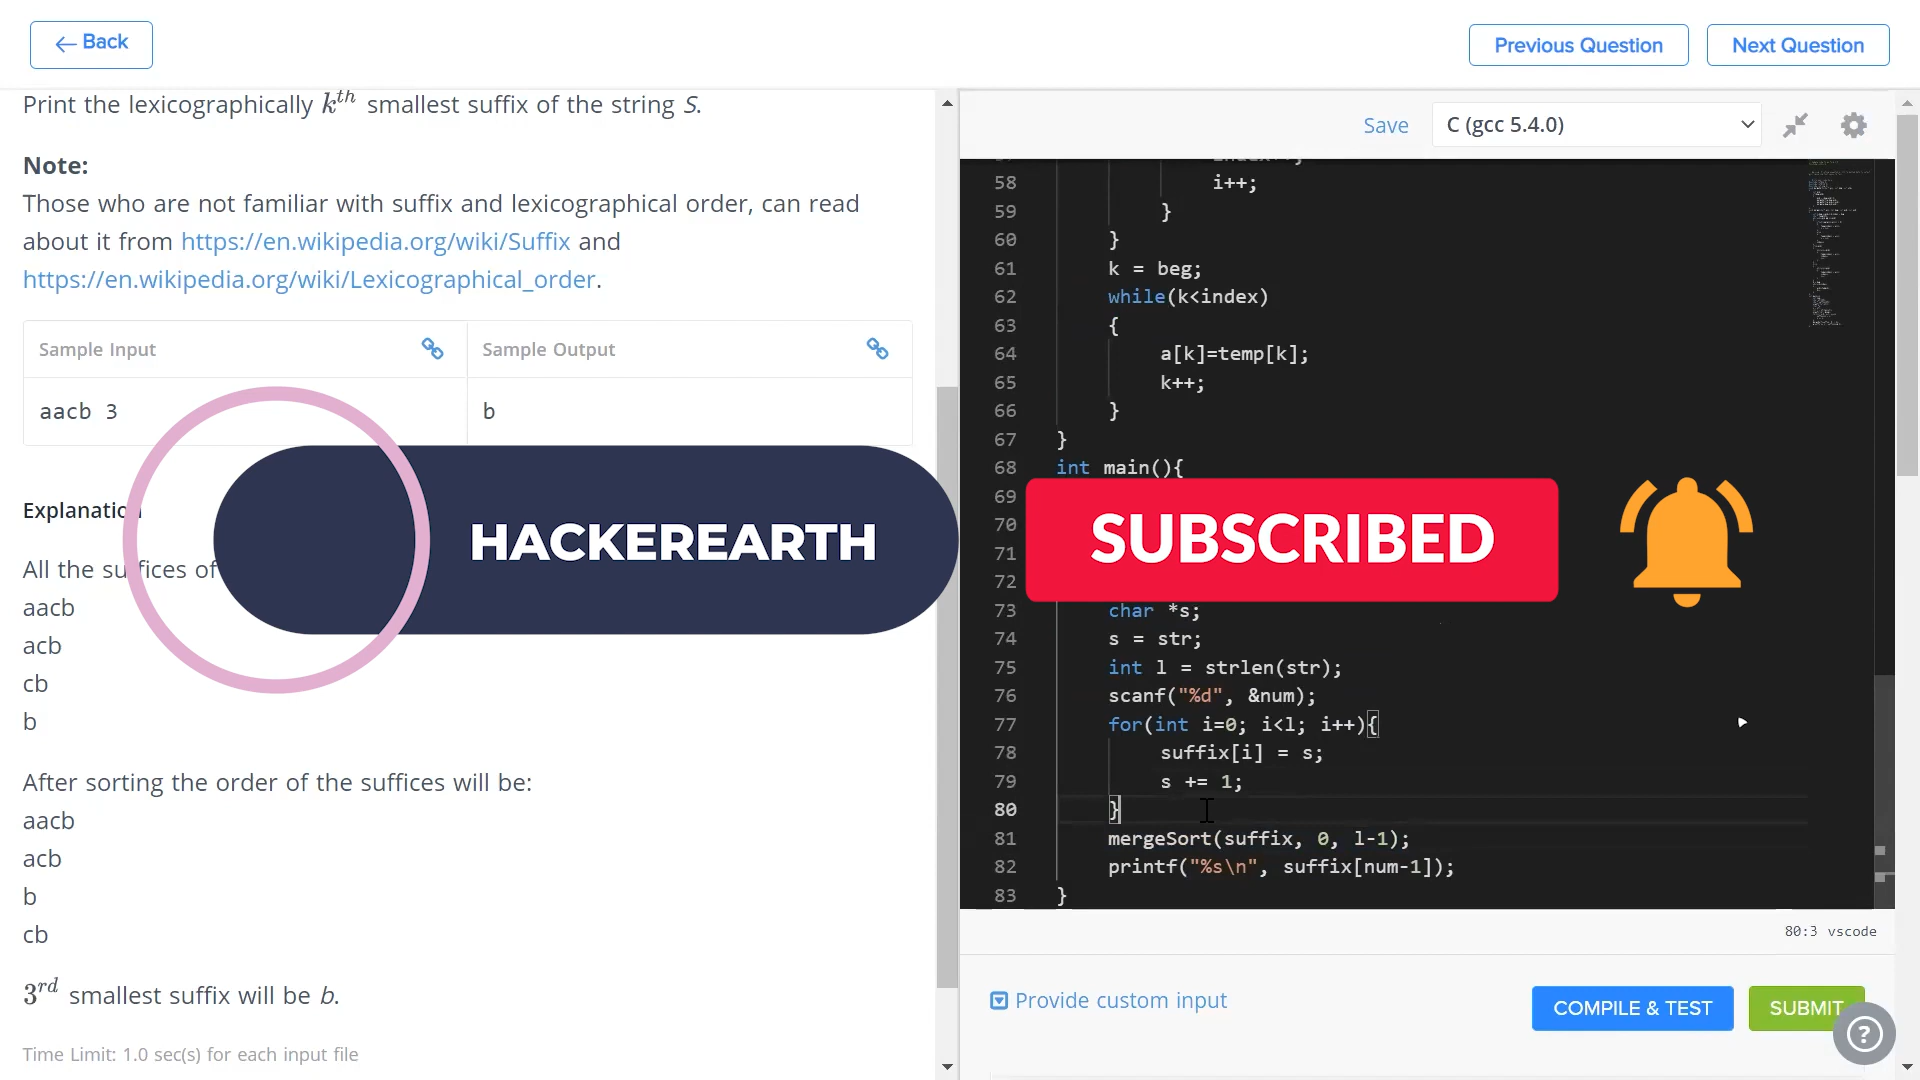 ← Back
Previous Question
Next Question
Print the lexicographically kth smallest suffix of the string S.
Note:
Those who are not familiar with suffix and lexicographical order, can read
about it from https://en.wikipedia.org/wiki/Suffix and
https://en.wikipedia.org/wiki/Lexicographical_order.
Sample Input
Sample Output
aacb 3
b
Explanation
All the suffices of
aacb
acb
cb
b
After sorting the order of the suffices will be:
aacb
acb
b
cb
3rd smallest suffix will be b.
Time Limit: 1.0 sec(s) for each input file
HACKEREARTH
SUBSCRIBED
Save
C (gcc 5.4.0)
58 i++;
59 }
60 }
61 k = beg;
62 while(k<index)
63 {
64 a[k]=temp[k];
65 k++;
66 }
67 }
68 int main(){
69
70
71
72
73 char *s;
74 s = str;
75 int l = strlen(str);
76 scanf("%d", &num);
77 for(int i=0; i<l; i++){
78 suffix[i] = s;
79 s += 1;
80 }
81 mergeSort(suffix, 0, l-1);
82 printf("%s\n", suffix[num-1]);
83 }
80:3 vscode
Provide custom input
COMPILE & TEST
SUBMIT
?